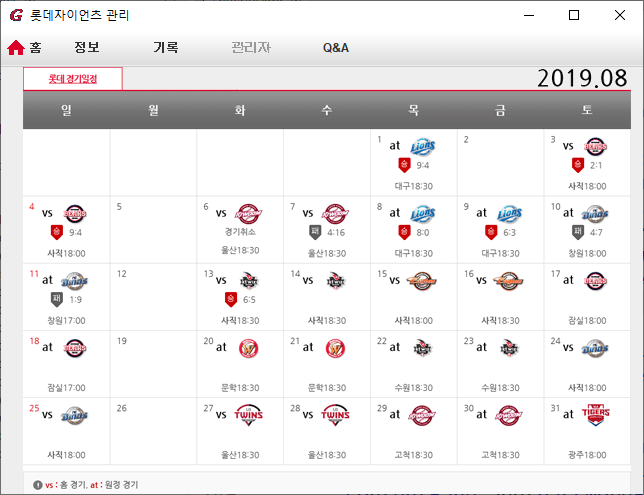 롯데자이언츠 관리
홈 정보 기록 관리자 Q&A
롯데 경기일정 2019.08
일 월 화 수 목 금 토
1 at Lions 2 3 vs
승 9:4 승 2:1
대구18:30 사직18:00
4 vs 5 6 vs 7 vs 8 at Lions 9 at Lions 10 at Dinos
승 9:4 경기취소 패 4:16 승 8:0 승 6:3 패 4:7
사직18:00 울산18:30 울산18:30 대구18:30 대구18:30 창원18:00
11 at Dinos 12 13 vs 14 vs 15 vs 16 vs 17 at
패 1:9 승 6:5
창원17:00 사직18:30 사직18:30 사직18:00 사직18:30 잠실18:00
18 at 19 20 at 21 at 22 at 23 at 24 vs Dinos
잠실17:00 문학18:30 문학18:30 수원18:30 수원18:30 사직18:00
25 vs Dinos 26 27 vs TWINS 28 vs TWINS 29 at 30 at 31 at TIGERS
사직18:00 울산18:30 울산18:30 고척18:30 고척18:30 광주18:00
vs : 홈 경기, at : 원정 경기